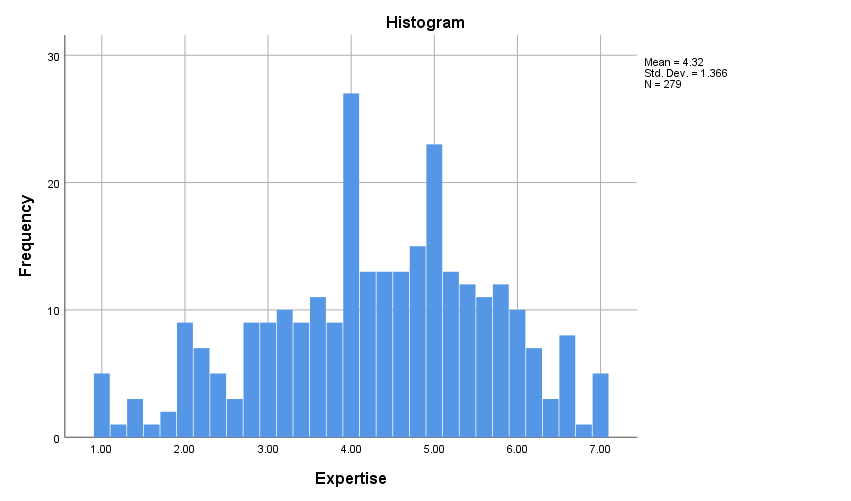 Histogram
Mean = 4.32
Std. Dev. = 1.366
N = 279
30
20
10
0
Frequency
1.00 2.00 3.00 4.00 5.00 6.00 7.00
Expertise